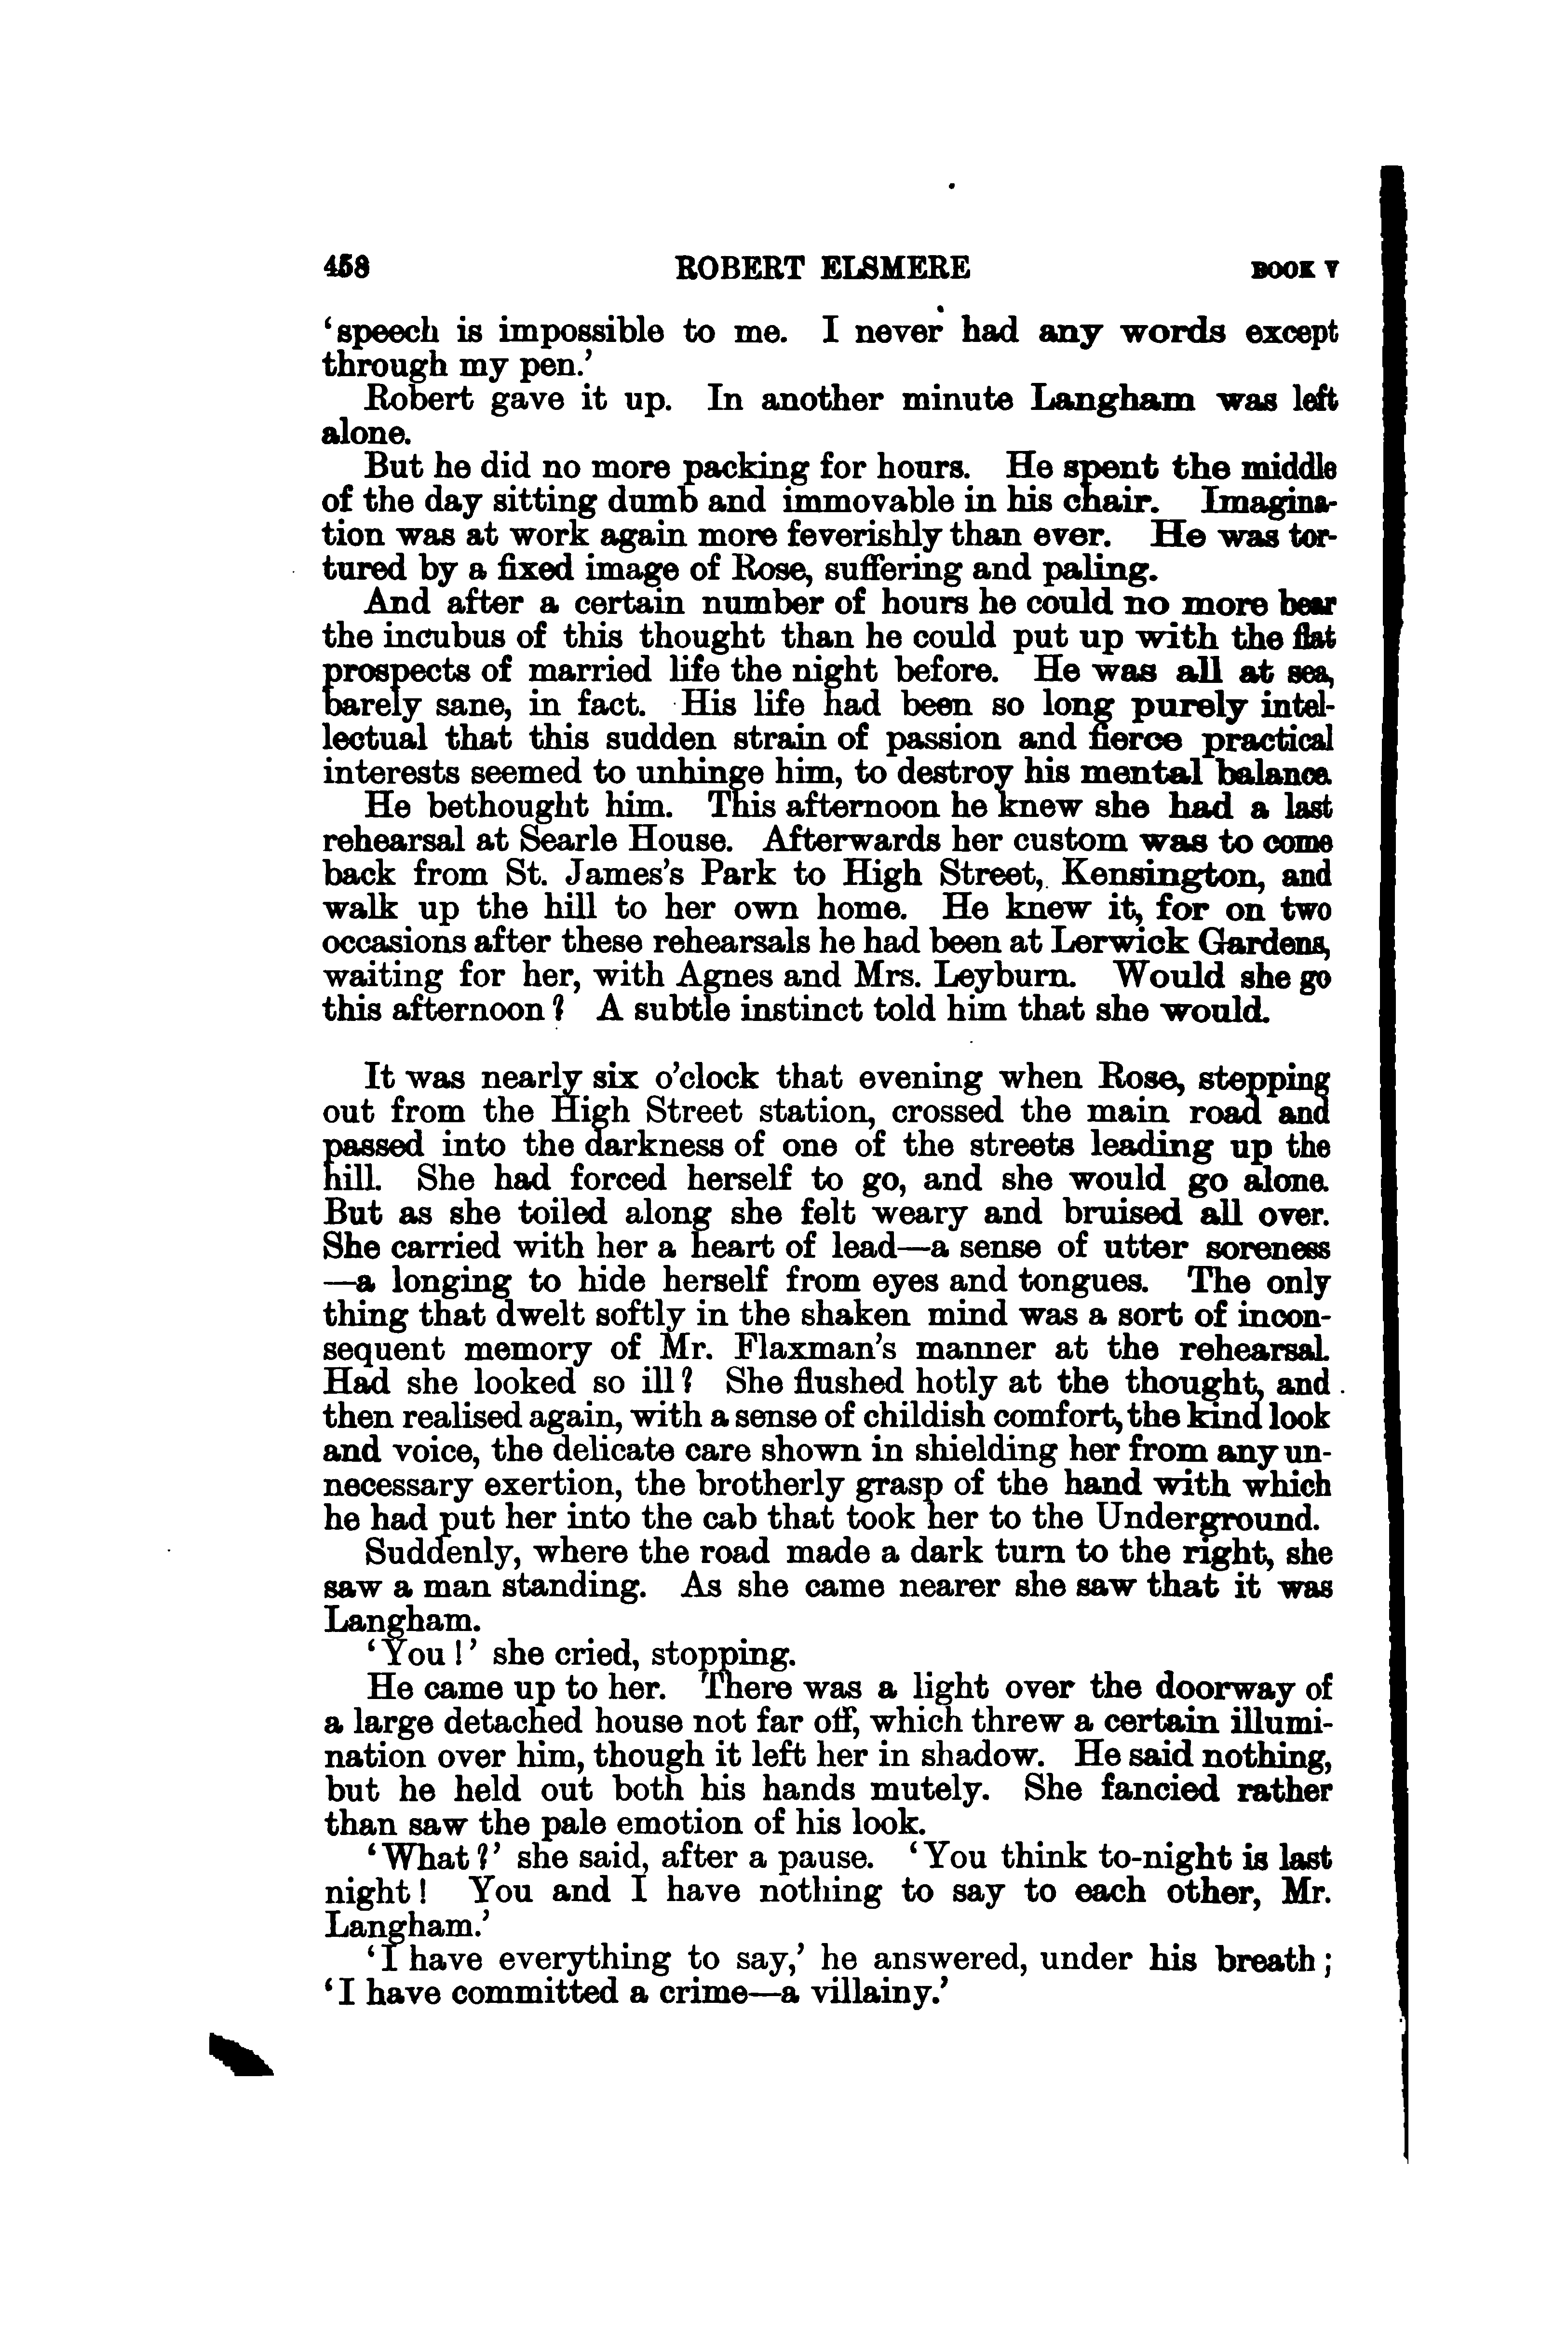 458 ROBERT ELSMERE BOOK V
‘speech is impossible to me. I never had any words except
through my pen.’
Robert gave it up. In another minute Langham was left
alone.
But he did no more packing for hours. He spent the middle
of the day sitting dumb and immovable in his chair. Imagina-
tion was at work again more feverishly than ever. He was tor-
tured by a fixed image of Rose, suffering and paling.
And after a certain number of hours he could no more bear
the incubus of this thought than he could put up with the flat
prospects of married life the night before. He was all at sea,
barely sane, in fact. His life had been so long purely intel-
lectual that this sudden strain of passion and fierce practical
interests seemed to unhinge him, to destroy his mental balance.
He bethought him. This afternoon he knew she had a last
rehearsal at Searle House. Afterwards her custom was to come
back from St. James’s Park to High Street, Kensington, and
walk up the hill to her own home. He knew it, for on two
occasions after these rehearsals he had been at Lerwick Gardens,
waiting for her, with Agnes and Mrs. Leyburn. Would she go
this afternoon? A subtle instinct told him that she would.
It was nearly six o’clock that evening when Rose, stepping
out from the High Street station, crossed the main road and
passed into the darkness of one of the streets leading up the
hill. She had forced herself to go, and she would go alone.
But as she toiled along she felt weary and bruised all over.
She carried with her a heart of lead—a sense of utter soreness
—a longing to hide herself from eyes and tongues. The only
thing that dwelt softly in the shaken mind was a sort of incon-
sequent memory of Mr. Flaxman’s manner at the rehearsal.
Had she looked so ill? She flushed hotly at the thought, and
then realised again, with a sense of childish comfort, the kind look
and voice, the delicate care shown in shielding her from any un-
necessary exertion, the brotherly grasp of the hand with which
he had put her into the cab that took her to the Underground.
Suddenly, where the road made a dark turn to the right, she
saw a man standing. As she came nearer she saw that it was
Langham.
‘You!’ she cried, stopping.
He came up to her. There was a light over the doorway of
a large detached house not far off, which threw a certain illumi-
nation over him, though it left her in shadow. He said nothing,
but he held out both his hands mutely. She fancied rather
than saw the pale emotion of his look.
‘What?’ she said, after a pause. ‘You think to-night is last
night! You and I have nothing to say to each other, Mr.
Langham.’
‘I have everything to say,’ he answered, under his breath;
‘I have committed a crime—a villainy.’